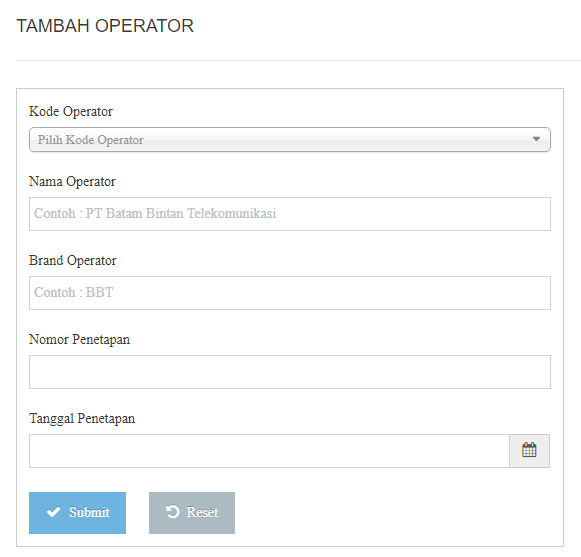 TAMBAH OPERATOR
Kode Operator
Pilih Kode Operator
Nama Operator
Contoh : PT Batam Bintan Telekomunikasi
Brand Operator
Contoh : BBT
Nomor Penetapan
Tanggal Penetapan
Submit Reset